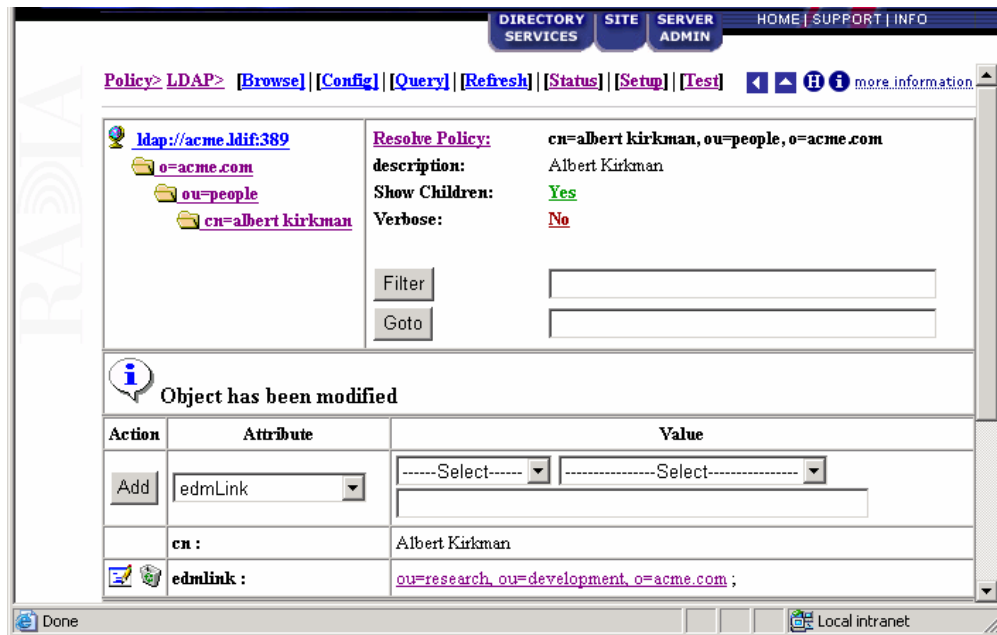 DIRECTORY SERVICES SITE SERVER ADMIN HOME | SUPPORT | INFO
Policy> LDAP> [Browse] | [Config] | [Query] | [Refresh] | [Status] | [Setup] | [Test] H i more information
RADIA
ldap://acme.ldif:389
o=acme.com
ou=people
cn=albert kirkman
Resolve Policy: cn=albert kirkman, ou=people, o=acme.com
description: Albert Kirkman
Show Children: Yes
Verbose: No
Filter
Goto
Object has been modified
Action Attribute Value
Add edmLink ------Select------ ----------------Select----------------
cn : Albert Kirkman
edmlink : ou=research, ou=development, o=acme.com ;
Done Local intranet